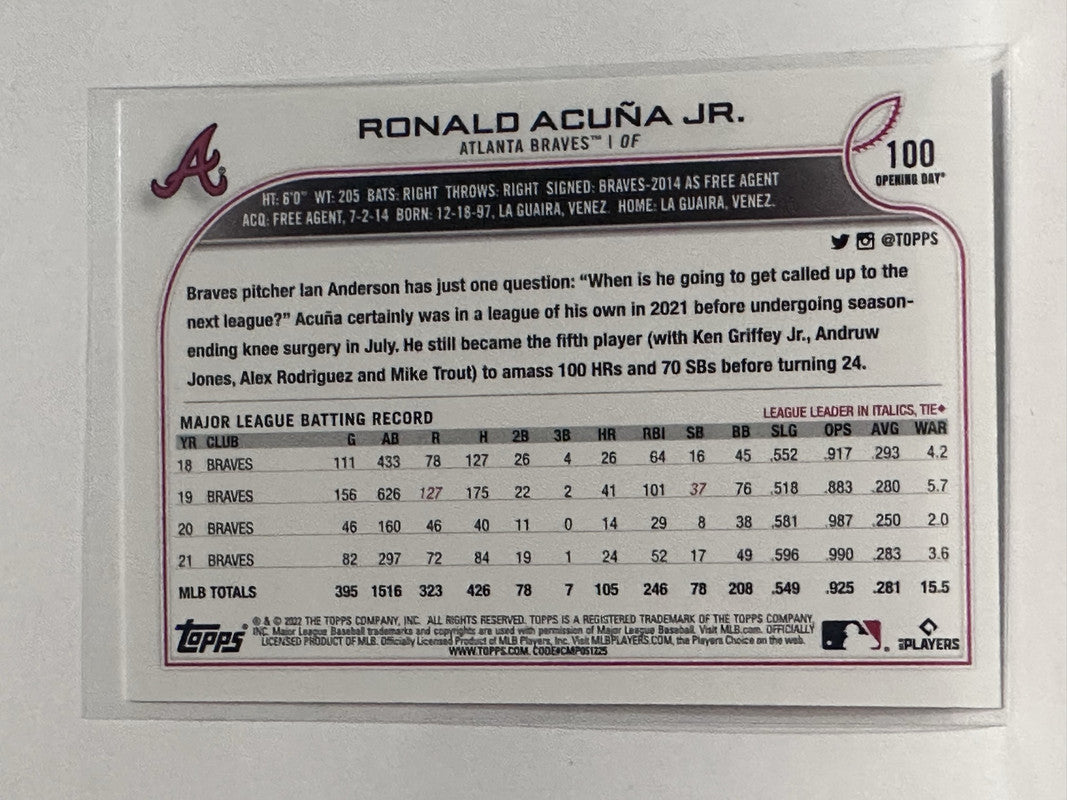 RONALD ACUÑA JR.
ATLANTA BRAVES™ | OF
100
OPENING DAY®
HT: 6'0" WT: 205 BATS: RIGHT THROWS: RIGHT SIGNED: BRAVES-2014 AS FREE AGENT
ACQ: FREE AGENT, 7-2-14 BORN: 12-18-97, LA GUAIRA, VENEZ. HOME: LA GUAIRA, VENEZ.
@TOPPS
Braves pitcher Ian Anderson has just one question: “When is he going to get called up to the
next league?” Acuña certainly was in a league of his own in 2021 before undergoing season-
ending knee surgery in July. He still became the fifth player (with Ken Griffey Jr., Andruw
Jones, Alex Rodriguez and Mike Trout) to amass 100 HRs and 70 SBs before turning 24.
MAJOR LEAGUE BATTING RECORD LEAGUE LEADER IN ITALICS, TIE♦
YR CLUB G AB R H 2B 3B HR RBI SB BB SLG OPS AVG WAR
18 BRAVES 111 433 78 127 26 4 26 64 16 45 .552 .917 .293 4.2
19 BRAVES 156 626 127 175 22 2 41 101 37 76 .518 .883 .280 5.7
20 BRAVES 46 160 46 40 11 0 14 29 8 38 .581 .987 .250 2.0
21 BRAVES 82 297 72 84 19 1 24 52 17 49 .596 .990 .283 3.6
MLB TOTALS 395 1516 323 426 78 7 105 246 78 208 .549 .925 .281 15.5
Topps®
® & © 2022 THE TOPPS COMPANY, INC. ALL RIGHTS RESERVED. TOPPS IS A REGISTERED TRADEMARK OF THE TOPPS COMPANY,
INC. Major League Baseball trademarks and copyrights are used with permission of Major League Baseball. Visit MLB.com. OFFICIALLY
LICENSED PRODUCT OF MLB. Officially Licensed Product of MLB Players, Inc. Visit MLBPLAYERS.COM, the Players Choice on the web.
WWW.TOPPS.COM. CODE#CMP051225
PLAYERS